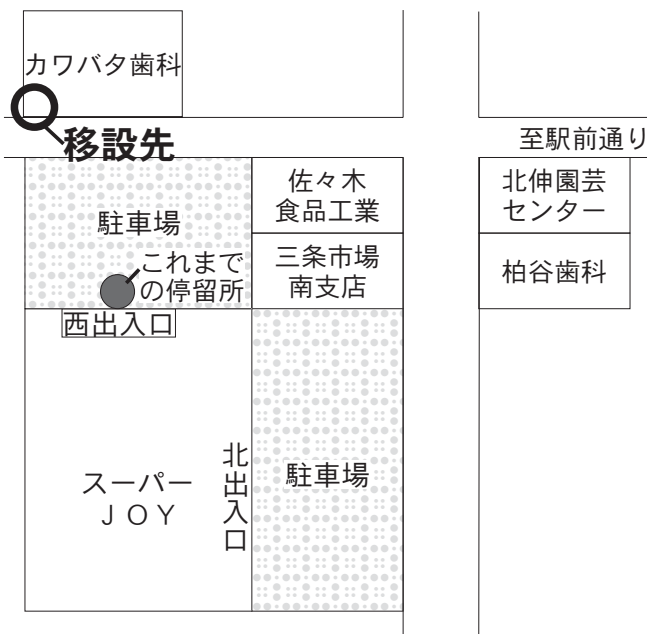 カワバタ歯科
移設先
至駅前通り
佐々木
食品工業
北伸園芸
センター
駐車場
これまで
の停留所
三条市場
南支店
柏谷歯科
西出入口
北出入口
駐車場
スーパー
ＪＯＹ